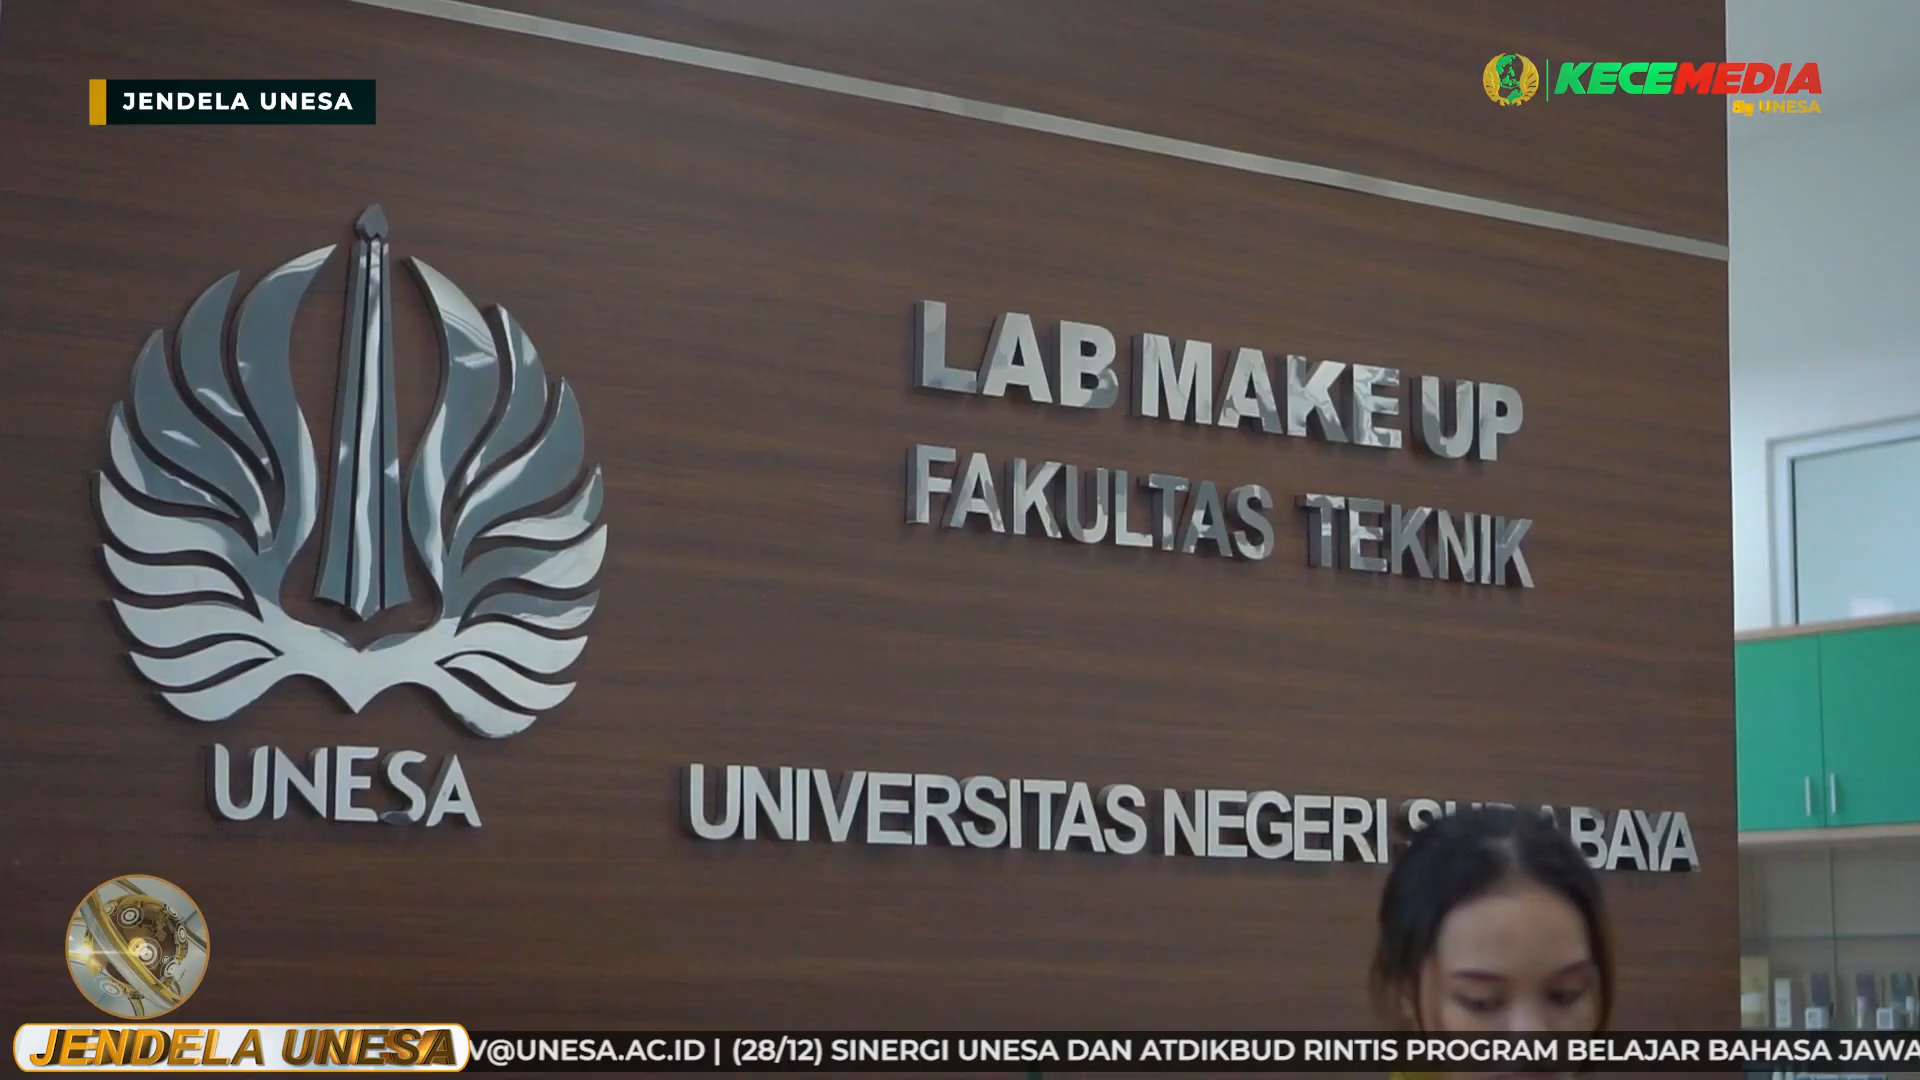 JENDELA UNESA
KECEMEDIA
By UNESA
LAB MAKE UP
FAKULTAS TEKNIK
UNESA
UNIVERSITAS NEGERI SURABAYA
JENDELA UNESA
V@UNESA.AC.ID | (28/12) SINERGI UNESA DAN ATDIKBUD RINTIS PROGRAM BELAJAR BAHASA JAWA